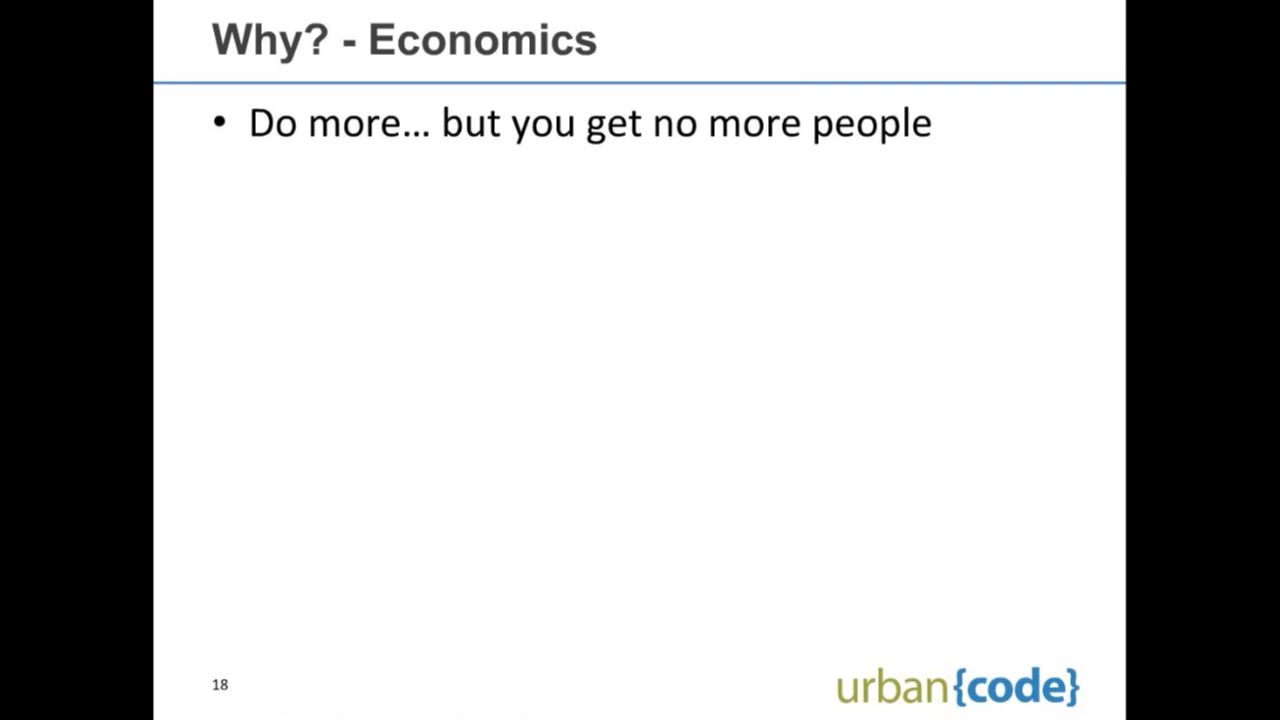 Why? - Economics
• Do more... but you get no more people
18
urban{code}